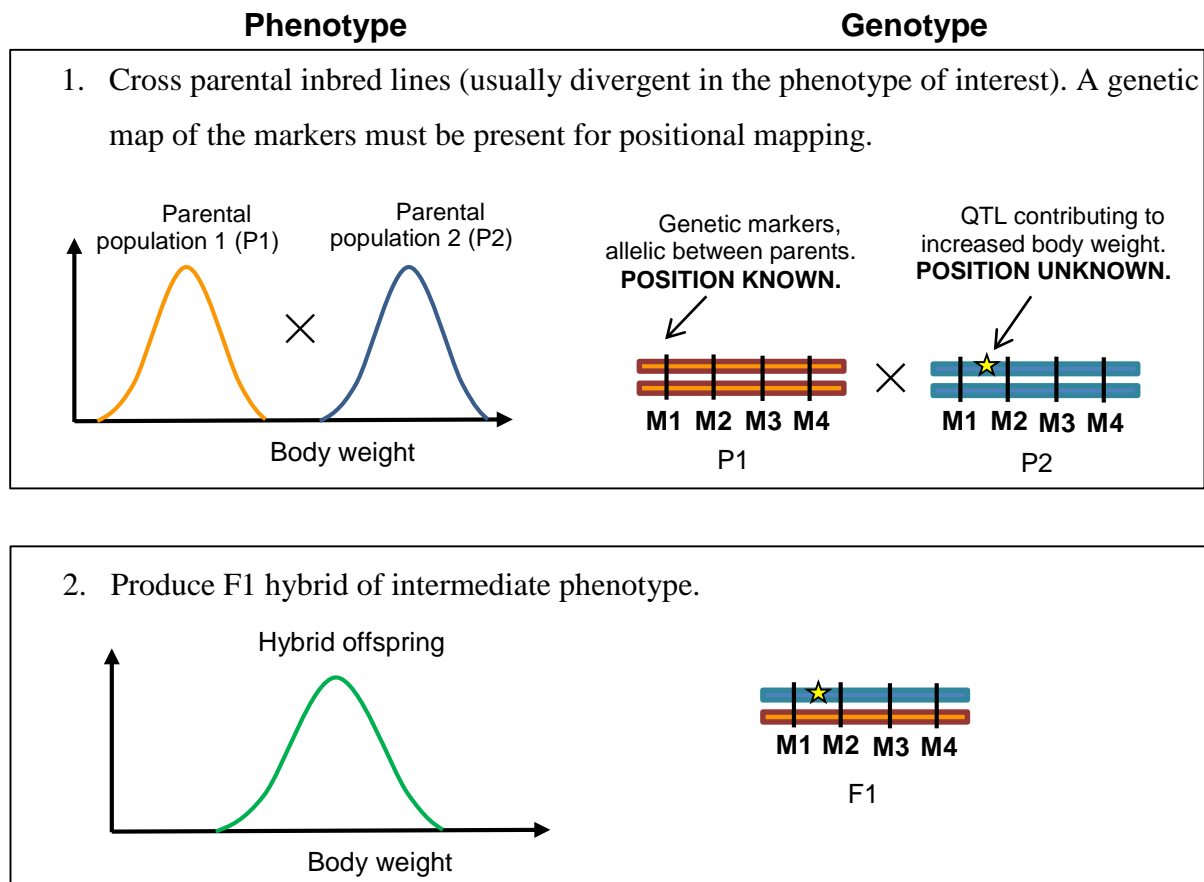 Phenotype
Genotype
1. Cross parental inbred lines (usually divergent in the phenotype of interest). A genetic
map of the markers must be present for positional mapping.
Parental
population 1 (P1)
Parental
population 2 (P2)
Body weight
Genetic markers,
allelic between parents.
POSITION KNOWN.
QTL contributing to
increased body weight.
POSITION UNKNOWN.
M1 M2 M3 M4
P1
M1 M2 M3 M4
P2
2. Produce F1 hybrid of intermediate phenotype.
Hybrid offspring
Body weight
M1 M2 M3 M4
F1